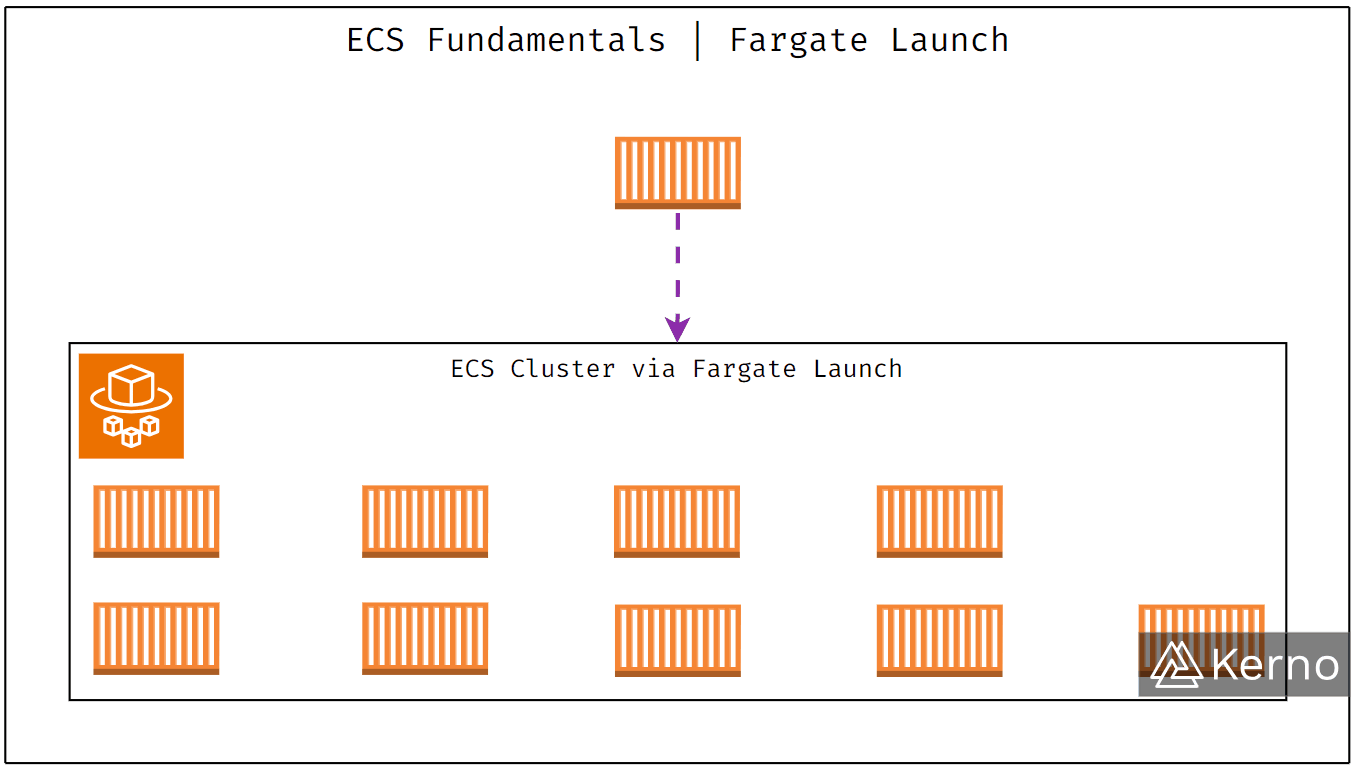 ECS Fundamentals | Fargate Launch
ECS Cluster via Fargate Launch
Kerno